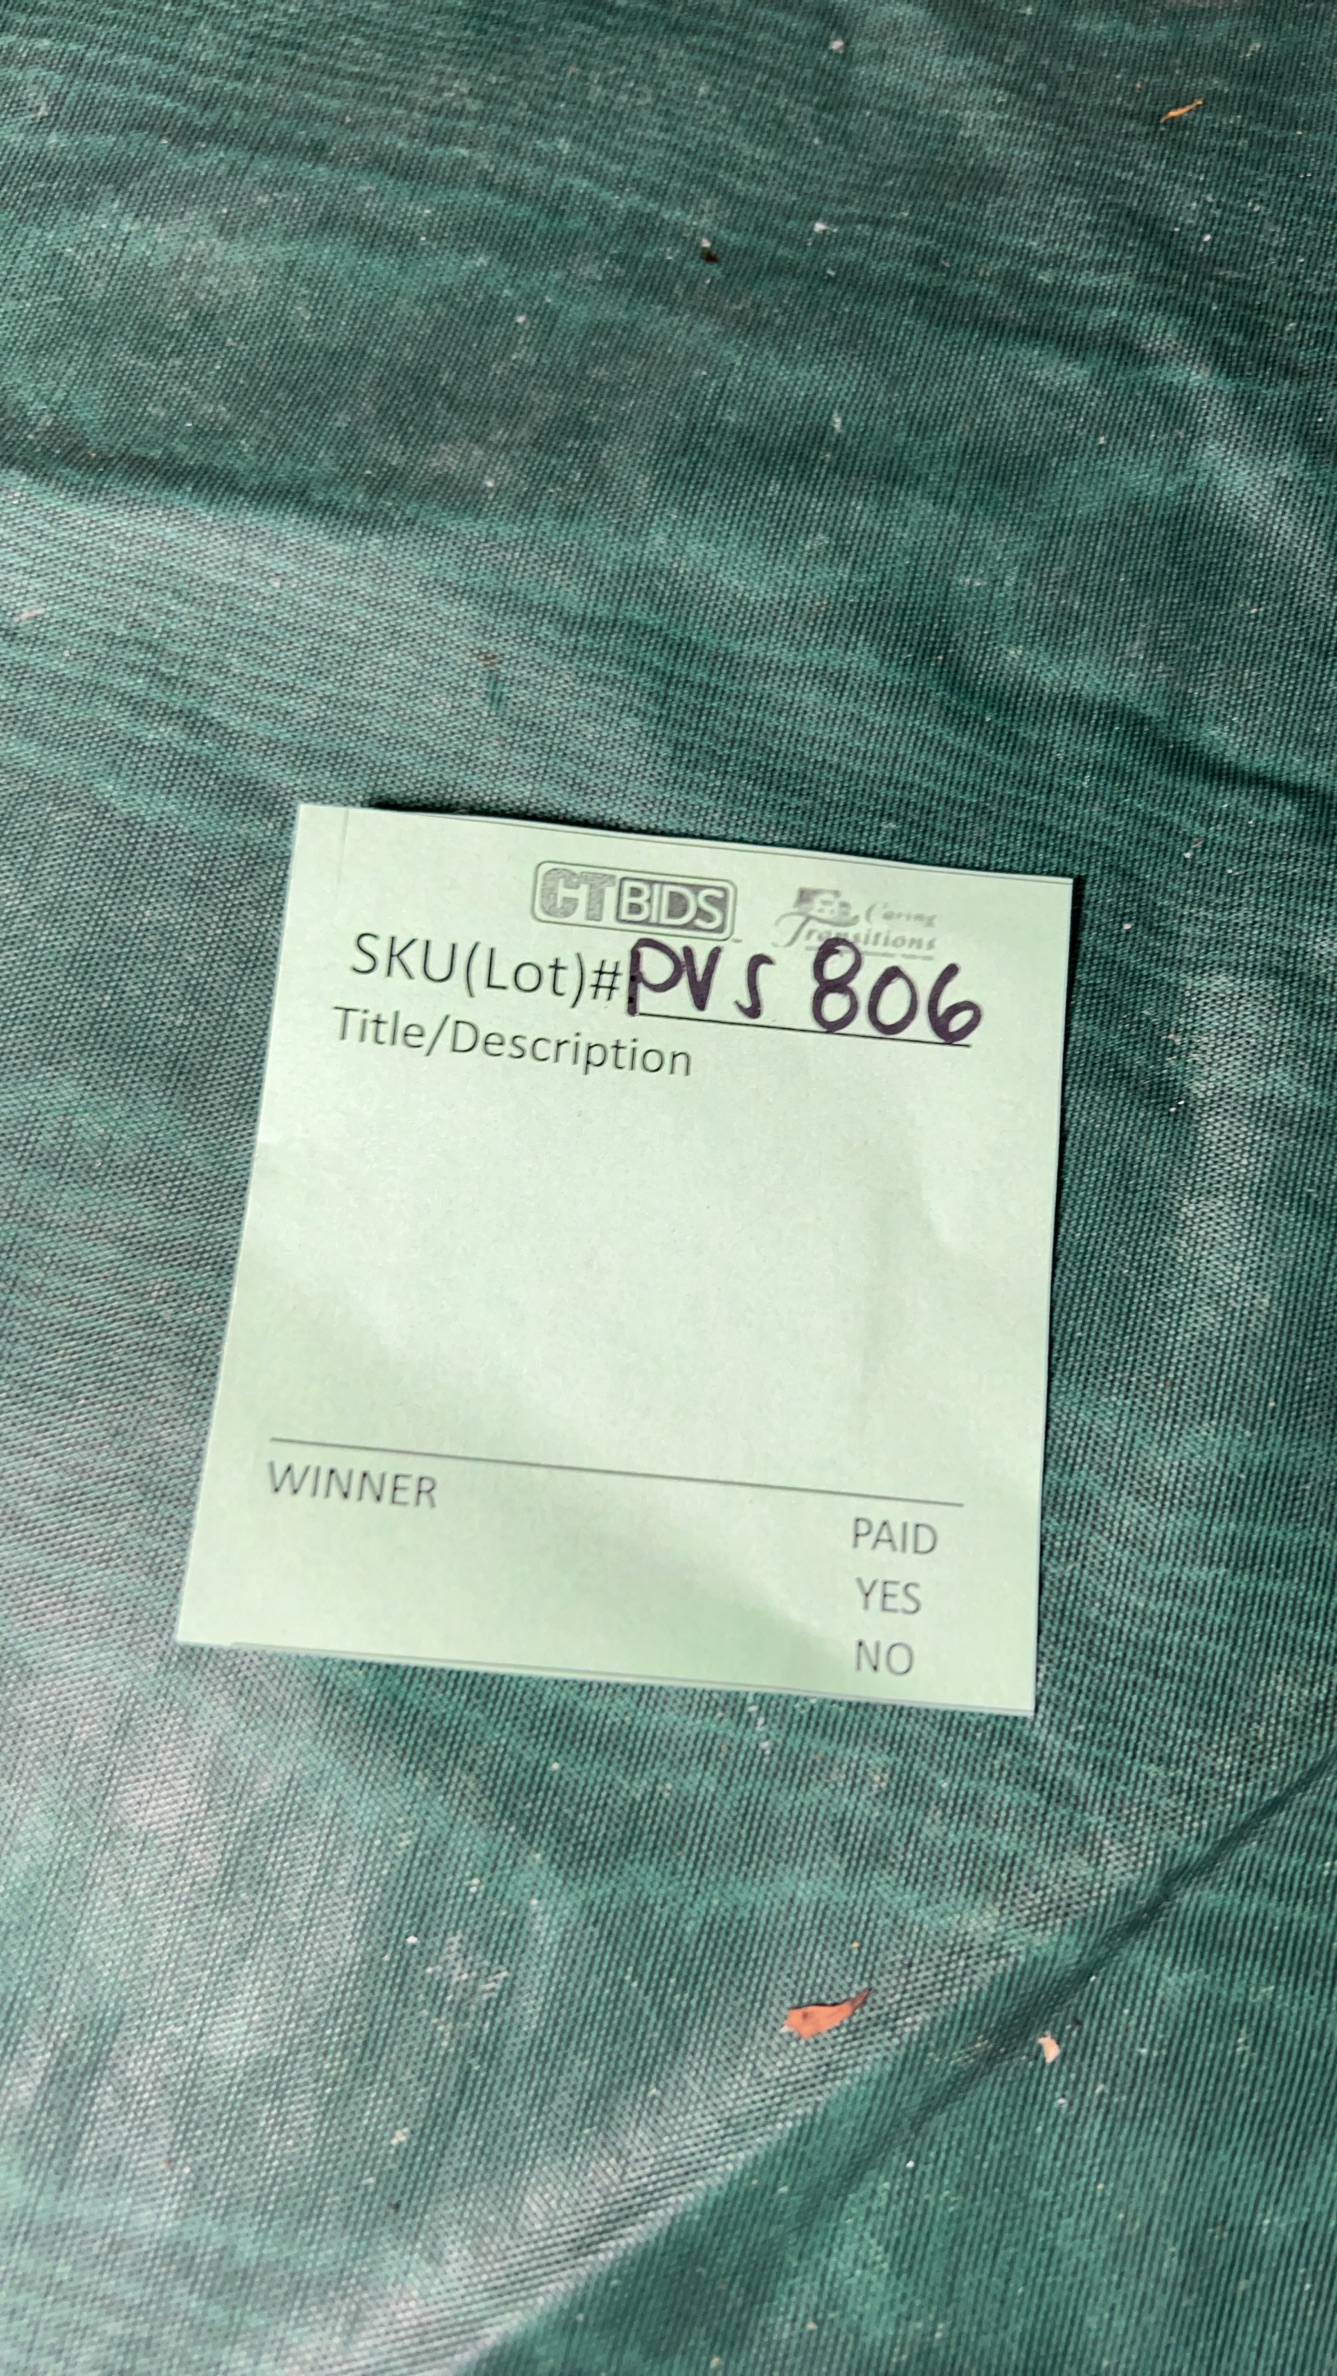 CTBIDS
Caring
Transitions
SKU(Lot)#PVS 806
Title/Description
WINNER
PAID
YES
NO